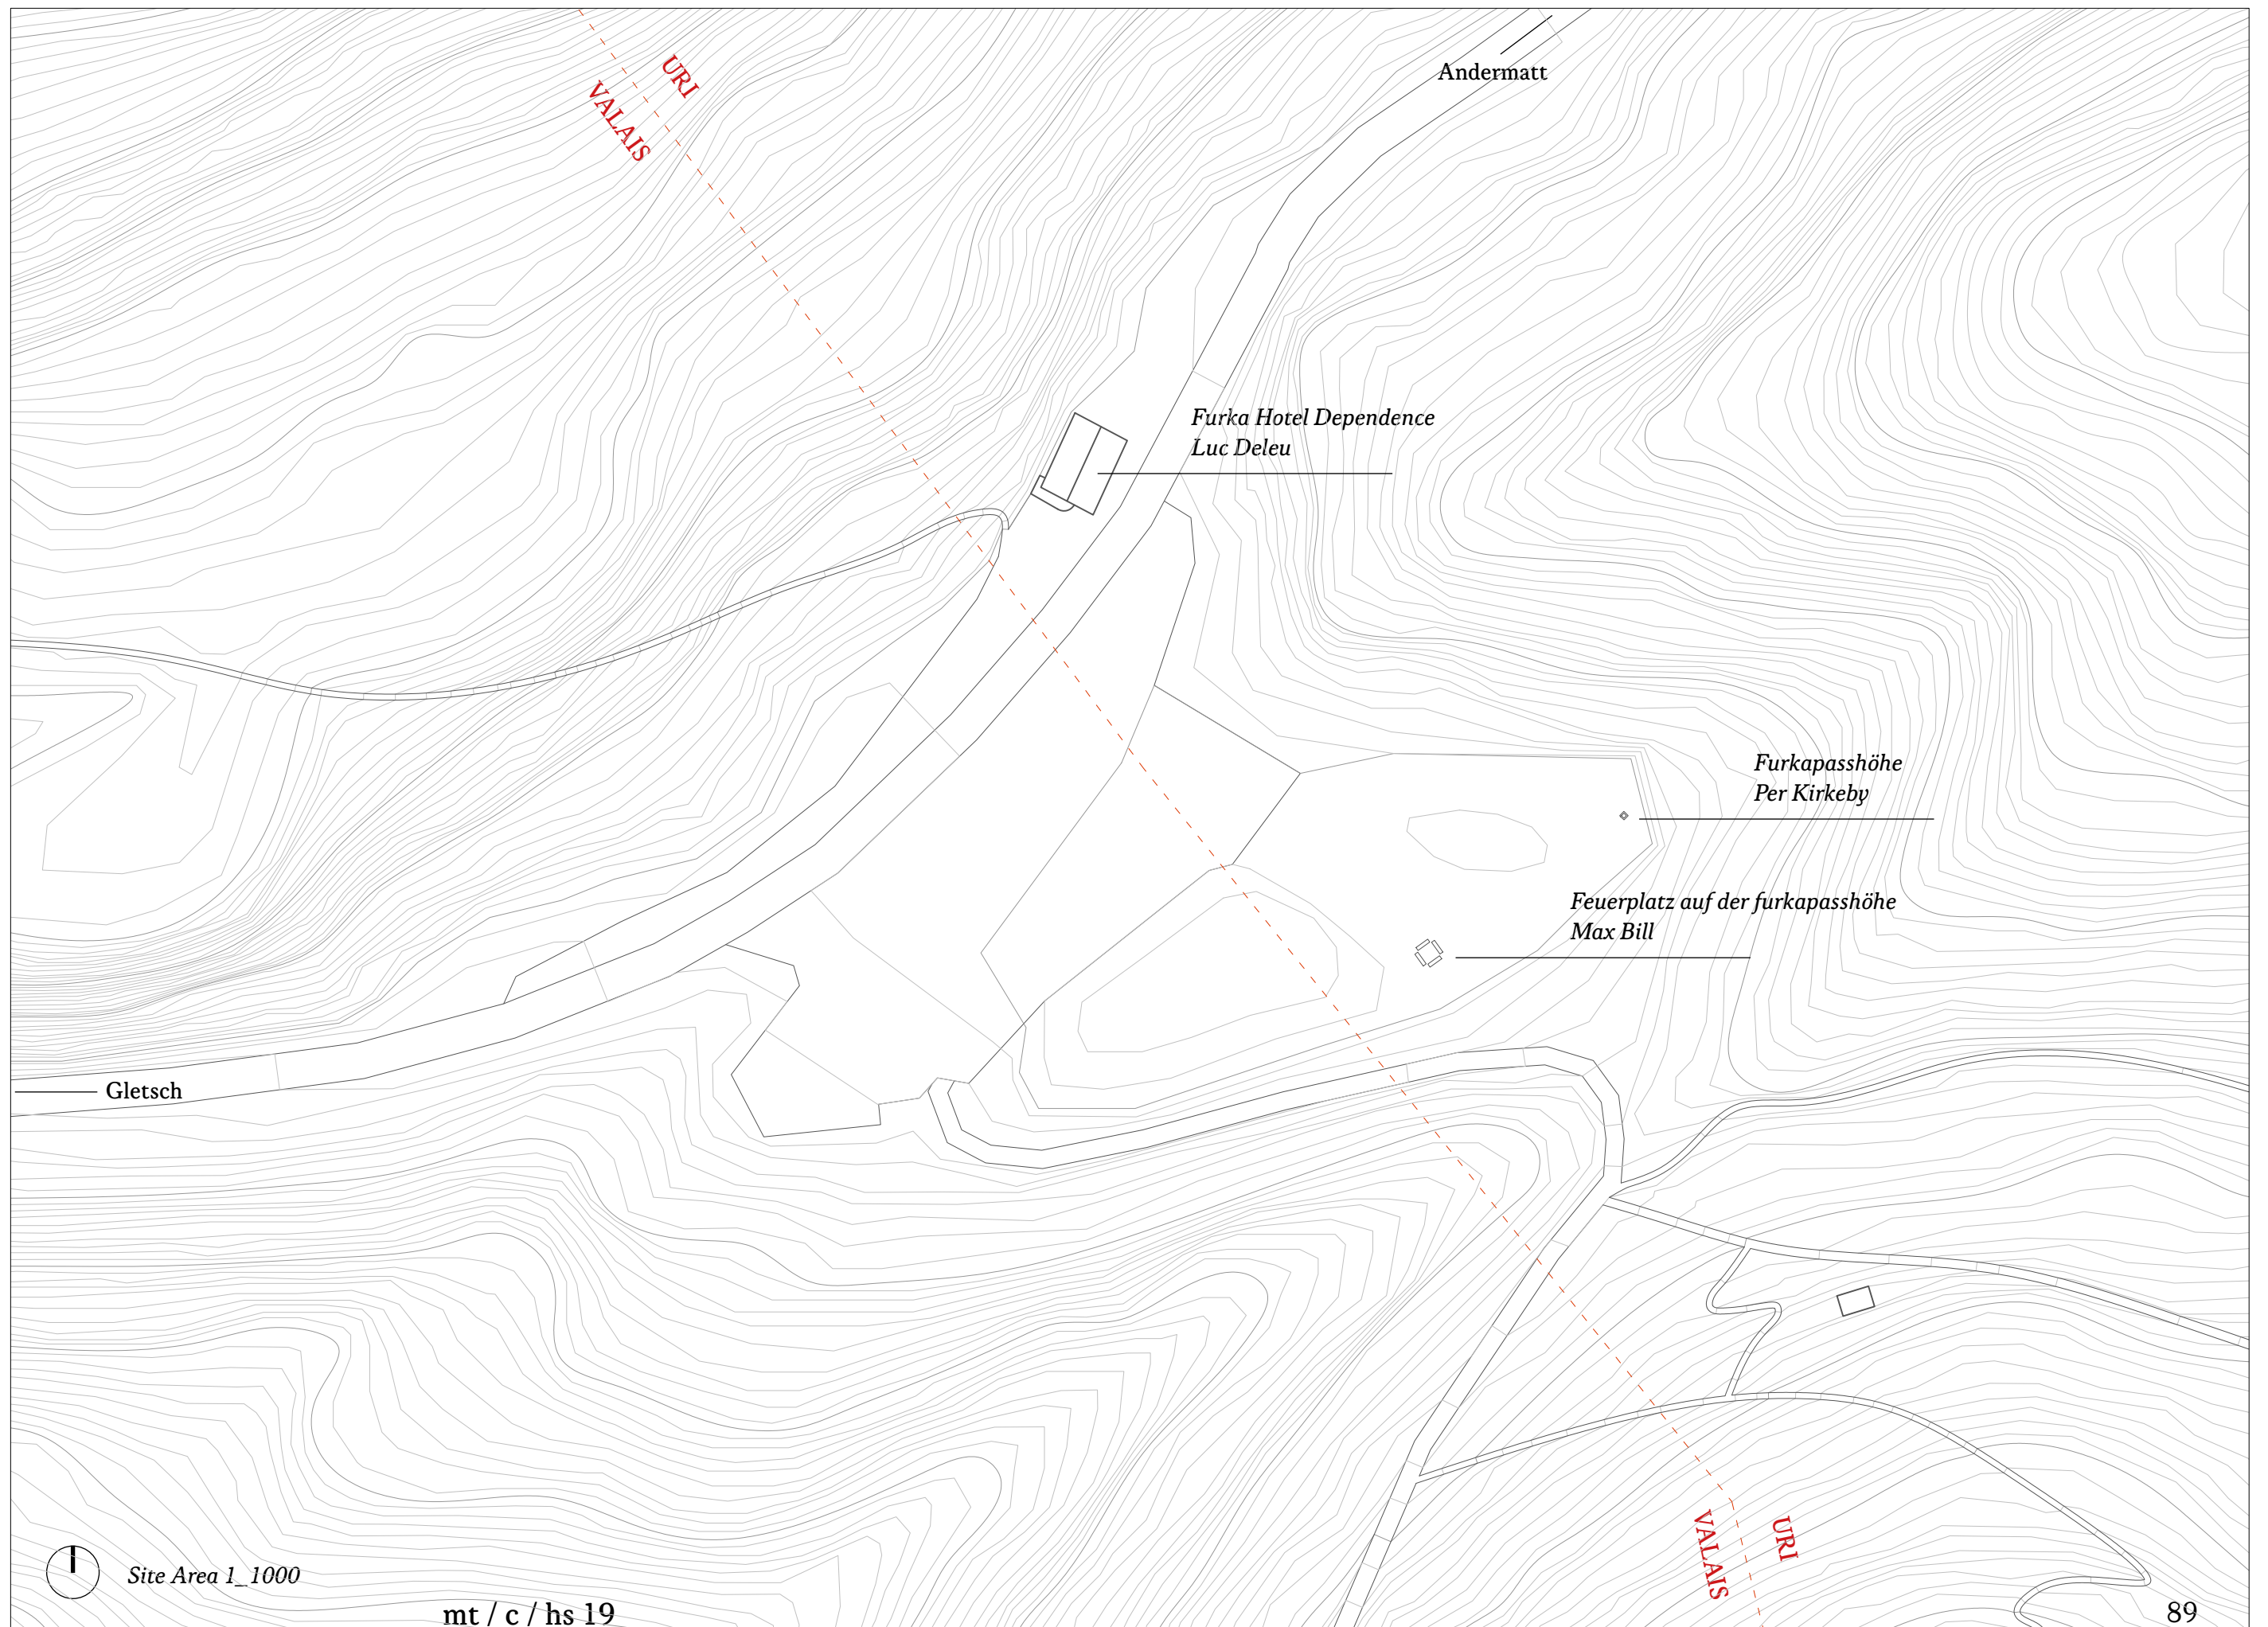 URI
VALAIS
Andermatt
Furka Hotel Dependence
Luc Deleu
Furkapasshöhe
Per Kirkeby
Feuerplatz auf der furkapasshöhe
Max Bill
Gletsch
URI
VALAIS
Site Area 1_1000
mt / c / hs 19
89